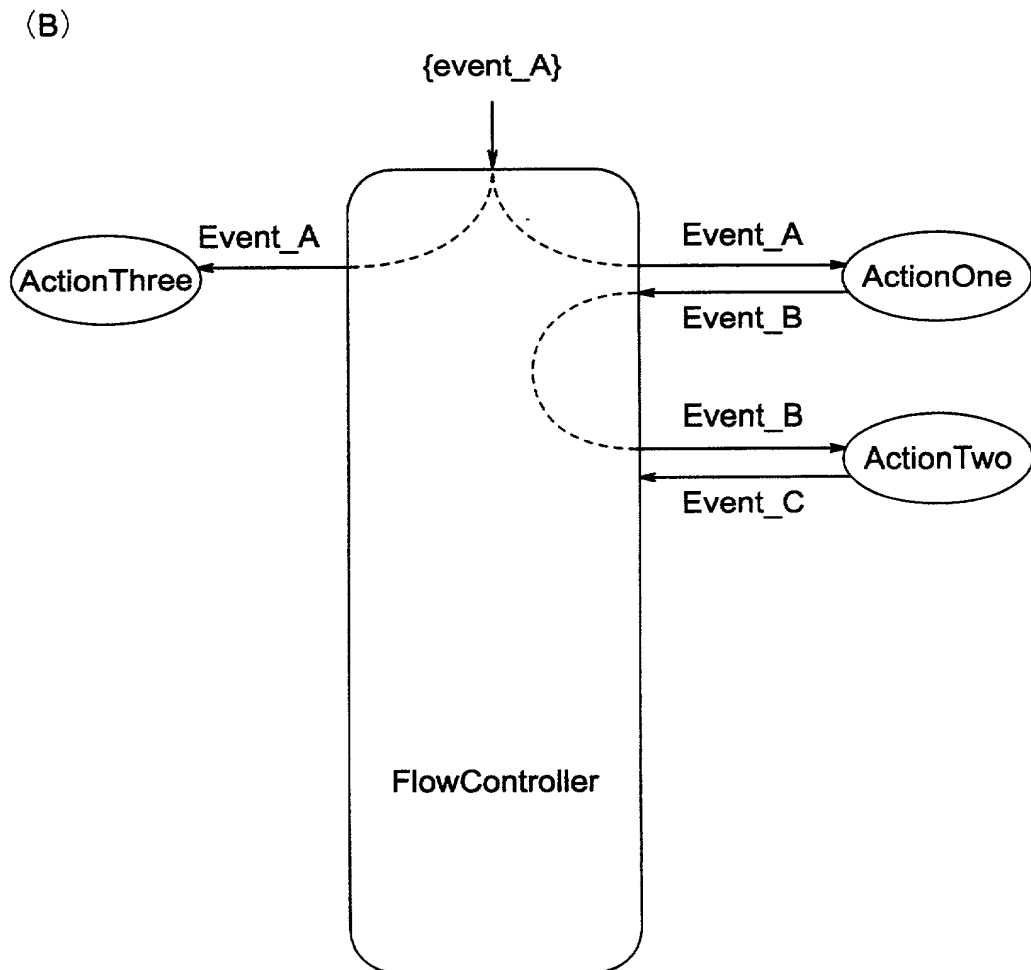 (B)
{event_A}
Event_A
Event_A
ActionThree
ActionOne
Event_B
Event_B
ActionTwo
Event_C
FlowController